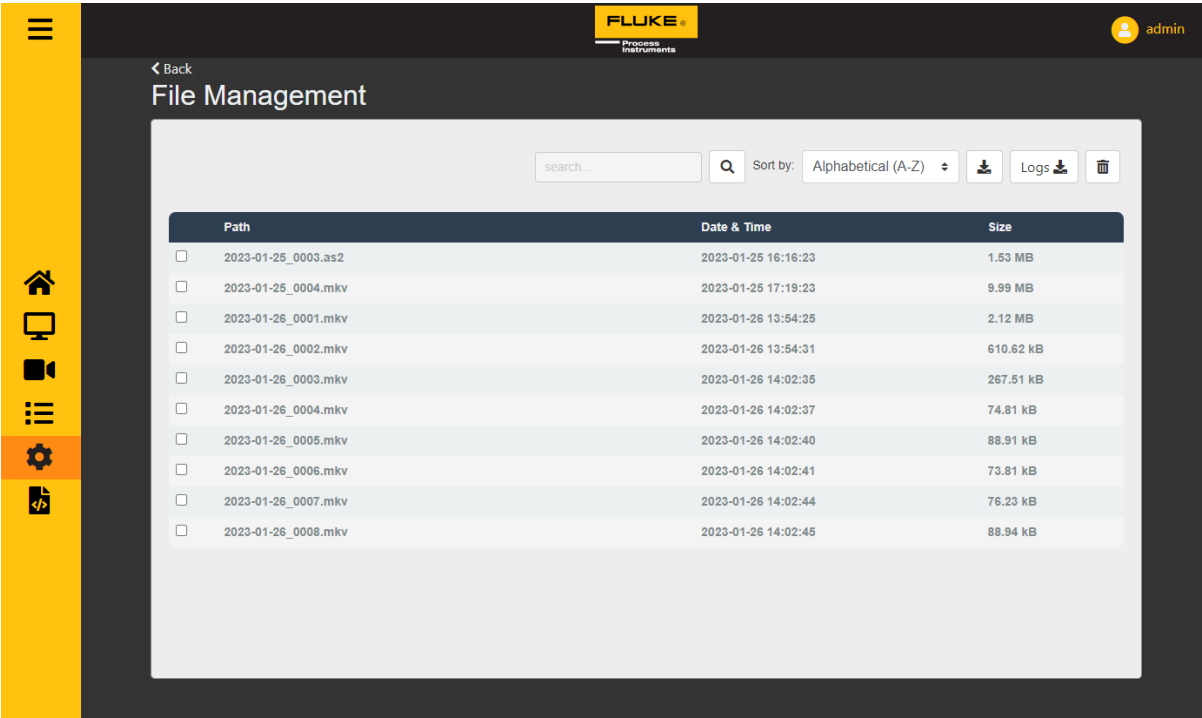 FLUKE ®
Process
Instruments
admin
Back
File Management
search...
Sort by:
Alphabetical (A-Z)
Logs
Path Date & Time Size
2023-01-25_0003.as2 2023-01-25 16:16:23 1.53 MB
2023-01-25_0004.mkv 2023-01-25 17:19:23 9.99 MB
2023-01-26_0001.mkv 2023-01-26 13:54:25 2.12 MB
2023-01-26_0002.mkv 2023-01-26 13:54:31 610.62 kB
2023-01-26_0003.mkv 2023-01-26 14:02:35 267.51 kB
2023-01-26_0004.mkv 2023-01-26 14:02:37 74.81 kB
2023-01-26_0005.mkv 2023-01-26 14:02:40 88.91 kB
2023-01-26_0006.mkv 2023-01-26 14:02:41 73.81 kB
2023-01-26_0007.mkv 2023-01-26 14:02:44 76.23 kB
2023-01-26_0008.mkv 2023-01-26 14:02:45 88.94 kB